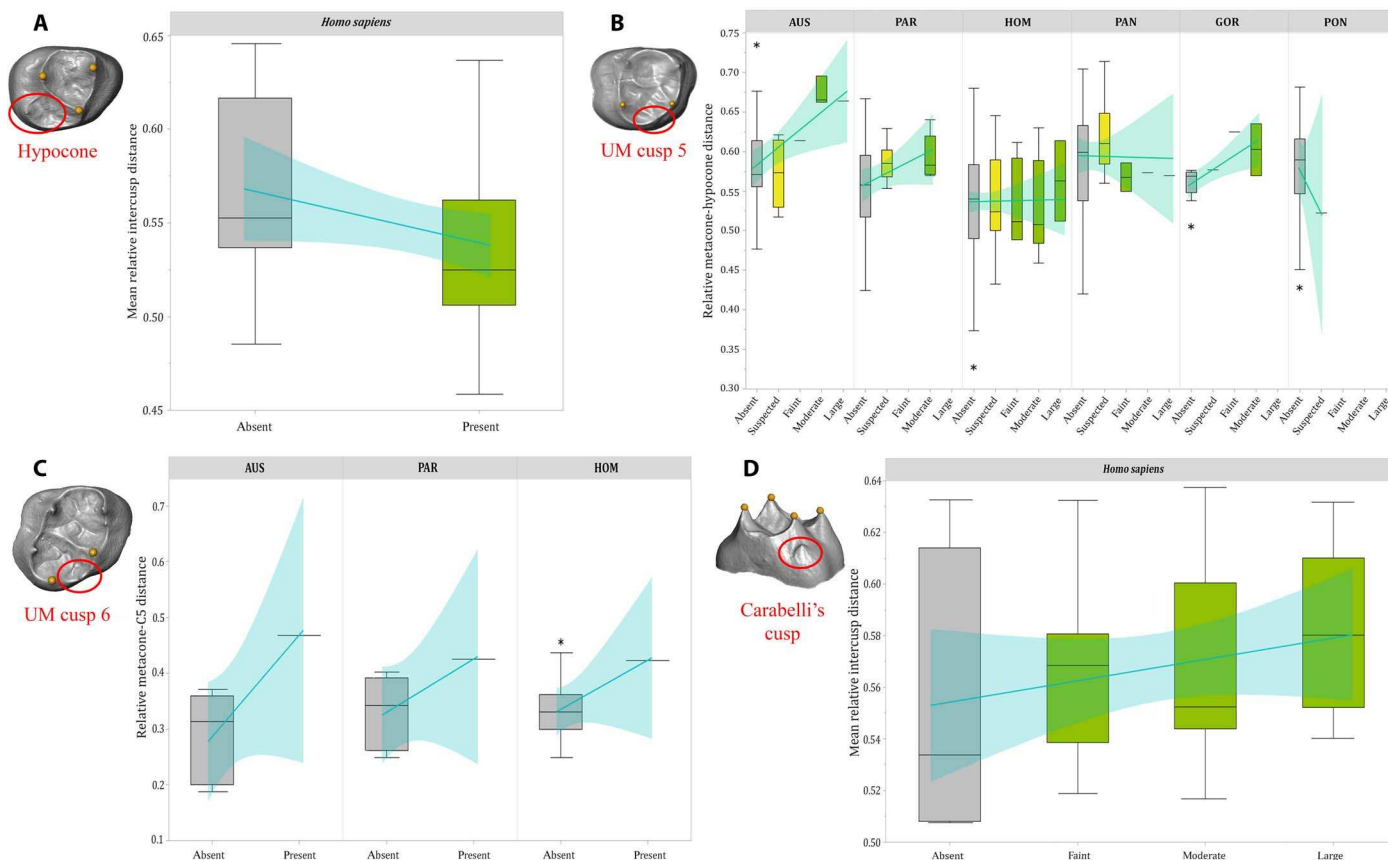 A
Homo sapiens
Hypocone
Mean relative intercusp distance
0.65
0.60
0.55
0.50
0.45
Absent
Present
B
AUS
PAR
HOM
PAN
GOR
PON
*
UM cusp 5
Relative metacone-hypocone distance
0.75
0.70
0.65
0.60
0.55
0.50
0.45
0.40
0.35
0.30
*
*
*
Absent
Suspected
Faint
Moderate
Large
Absent
Suspected
Faint
Moderate
Large
Absent
Suspected
Faint
Moderate
Large
Absent
Suspected
Faint
Moderate
Large
Absent
Suspected
Faint
Moderate
Large
Absent
Suspected
Faint
Moderate
Large
C
AUS
PAR
HOM
UM cusp 6
Relative metacone-C5 distance
0.7
0.6
0.5
0.4
0.3
0.2
0.1
*
Absent
Present
Absent
Present
Absent
Present
D
Homo sapiens
Carabelli's
cusp
Mean relative intercusp distance
0.64
0.62
0.60
0.58
0.56
0.54
0.52
0.50
Absent
Faint
Moderate
Large